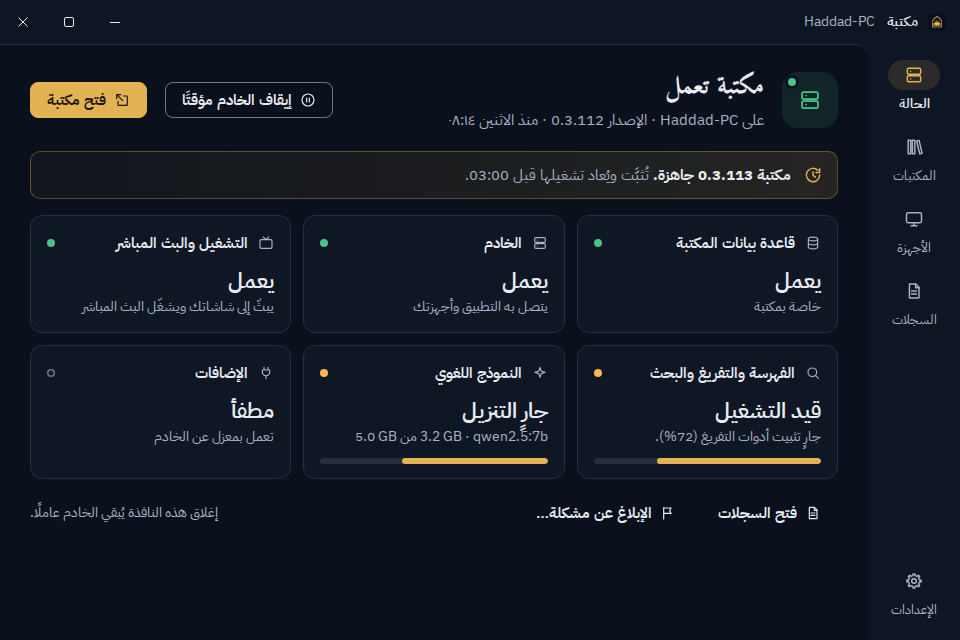 مكتبة Haddad-PC
الحالة
المكتبات
الأجهزة
السجلات
الإعدادات
مكتبة تعمل
على Haddad-PC · الإصدار 0.3.112 · منذ الاثنين ٠٨:١٤
إيقاف الخادم مؤقتًا
فتح مكتبة
مكتبة 0.3.113 جاهزة. تُثبَّت ويُعاد تشغيلها قبل 03:00.
قاعدة بيانات المكتبة
يعمل
خاصة بمكتبة
الخادم
يعمل
يتصل به التطبيق وأجهزتك
التشغيل والبث المباشر
يعمل
يبثّ إلى شاشاتك ويشغّل البث المباشر
الفهرسة والتفريغ والبحث
قيد التشغيل
جارٍ تثبيت أدوات التفريغ (72%).
النموذج اللغوي
جارٍ التنزيل
qwen2.5:7b · 3.2 GB من 5.0 GB
الإضافات
مطفأ
تعمل بمعزل عن الخادم
فتح السجلات
الإبلاغ عن مشكلة...
إغلاق هذه النافذة يُبقي الخادم عاملًا.